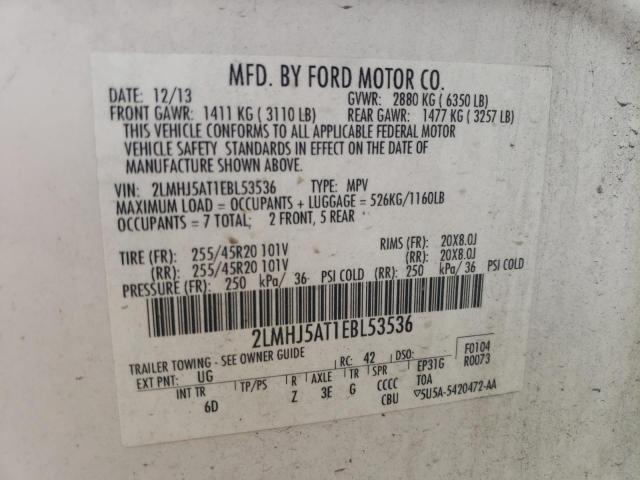 MFD. BY FORD MOTOR CO.
DATE: 12/13 GVWR: 2880 KG ( 6350 LB)
FRONT GAWR: 1411 KG ( 3110 LB) REAR GAWR: 1477 KG ( 3257 LB)
THIS VEHICLE CONFORMS TO ALL APPLICABLE FEDERAL MOTOR
VEHICLE SAFETY STANDARDS IN EFFECT ON THE DATE OF
MANUFACTURE SHOWN ABOVE.
VIN: 2LMHJ5AT1EBL53536 TYPE: MPV
MAXIMUM LOAD = OCCUPANTS + LUGGAGE = 526KG/1160LB
OCCUPANTS = 7 TOTAL; 2 FRONT, 5 REAR
TIRE (FR): 255/45R20 101V RIMS (FR): 20X8.0J
(RR): 255/45R20 101V (RR): 20X8.0J
PRESSURE (FR): 250 kPa/ 36 PSI COLD (RR): 250 kPa/ 36 PSI COLD
2LMHJ5AT1EBL53536
TRAILER TOWING - SEE OWNER GUIDE RC: 42 DSO: F0104
EXT PNT: UG EP31G R0073
INT TR TP/PS R AXLE TR SPR TOA
6D Z 3E G CCCC
CBU ▽5U5A-5420472-AA